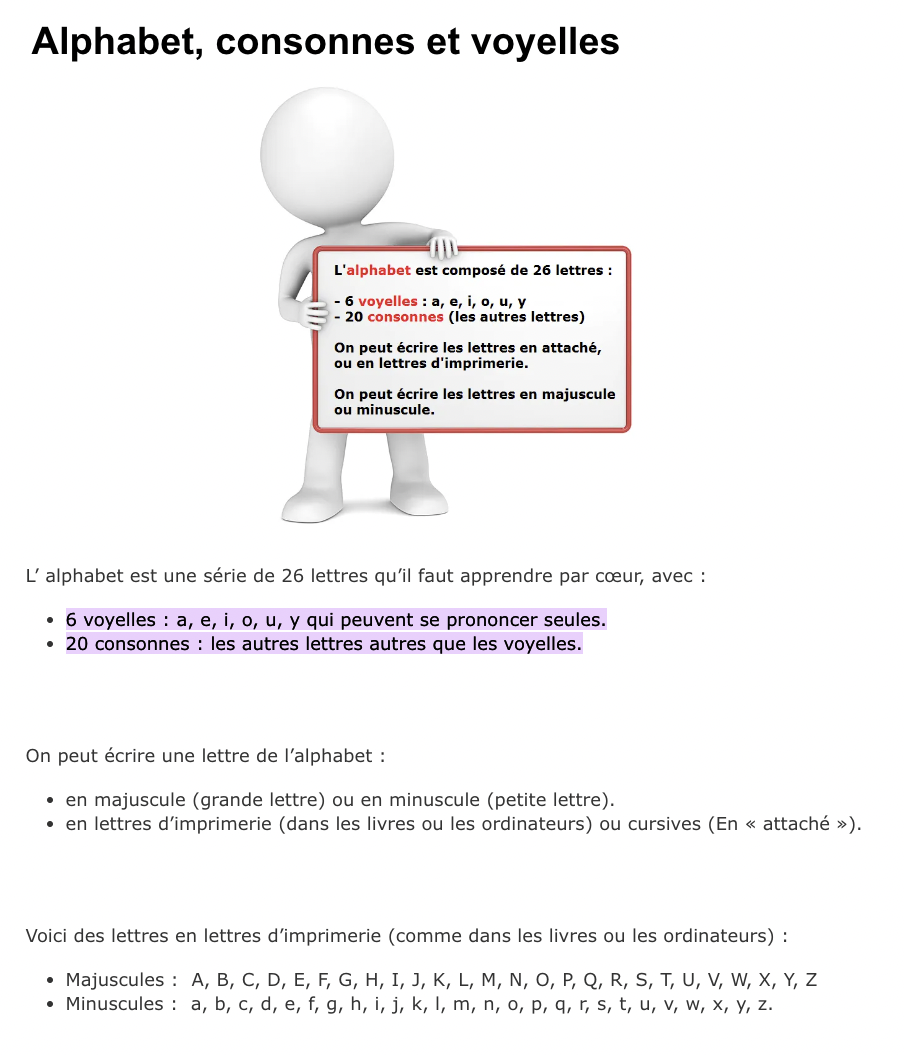 Alphabet, consonnes et voyelles
L'alphabet est composé de 26 lettres :
- 6 voyelles : a, e, i, o, u, y
- 20 consonnes (les autres lettres)
On peut écrire les lettres en attaché,
ou en lettres d'imprimerie.
On peut écrire les lettres en majuscule
ou minuscule.
L’ alphabet est une série de 26 lettres qu’il faut apprendre par cœur, avec :
• 6 voyelles : a, e, i, o, u, y qui peuvent se prononcer seules.
• 20 consonnes : les autres lettres autres que les voyelles.
On peut écrire une lettre de l’alphabet :
• en majuscule (grande lettre) ou en minuscule (petite lettre).
• en lettres d’imprimerie (dans les livres ou les ordinateurs) ou cursives (En « attaché »).
Voici des lettres en lettres d’imprimerie (comme dans les livres ou les ordinateurs) :
• Majuscules :  A, B, C, D, E, F, G, H, I, J, K, L, M, N, O, P, Q, R, S, T, U, V, W, X, Y, Z
• Minuscules :  a, b, c, d, e, f, g, h, i, j, k, l, m, n, o, p, q, r, s, t, u, v, w, x, y, z.